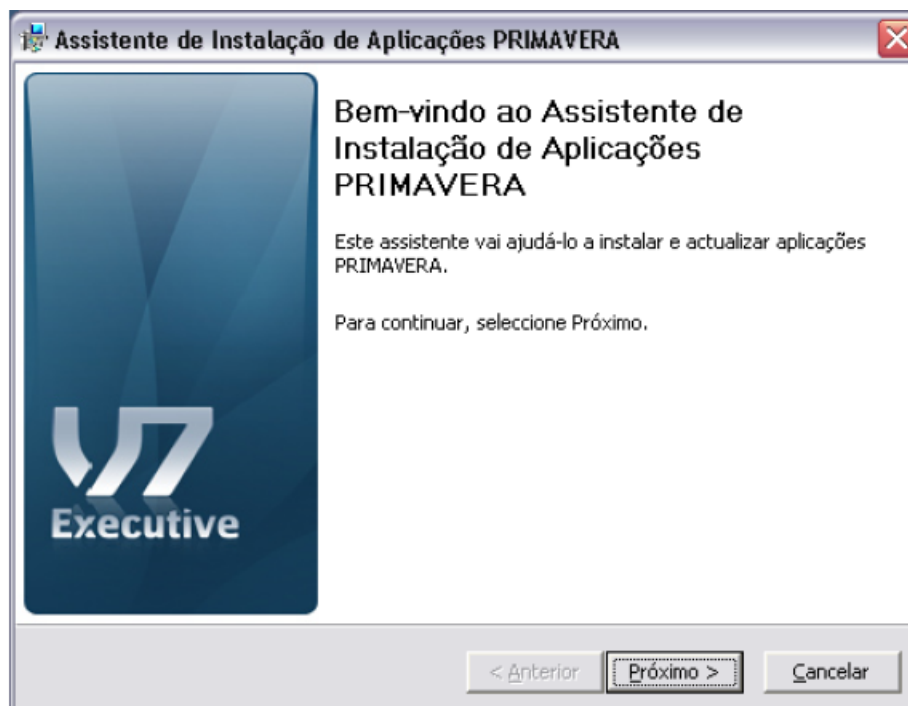 Assistente de Instalação de Aplicações PRIMAVERA
Bem-vindo ao Assistente de
Instalação de Aplicações
PRIMAVERA
Este assistente vai ajudá-lo a instalar e actualizar aplicações
PRIMAVERA.
Para continuar, seleccione Próximo.
V7
Executive
< Anterior
Próximo >
Cancelar